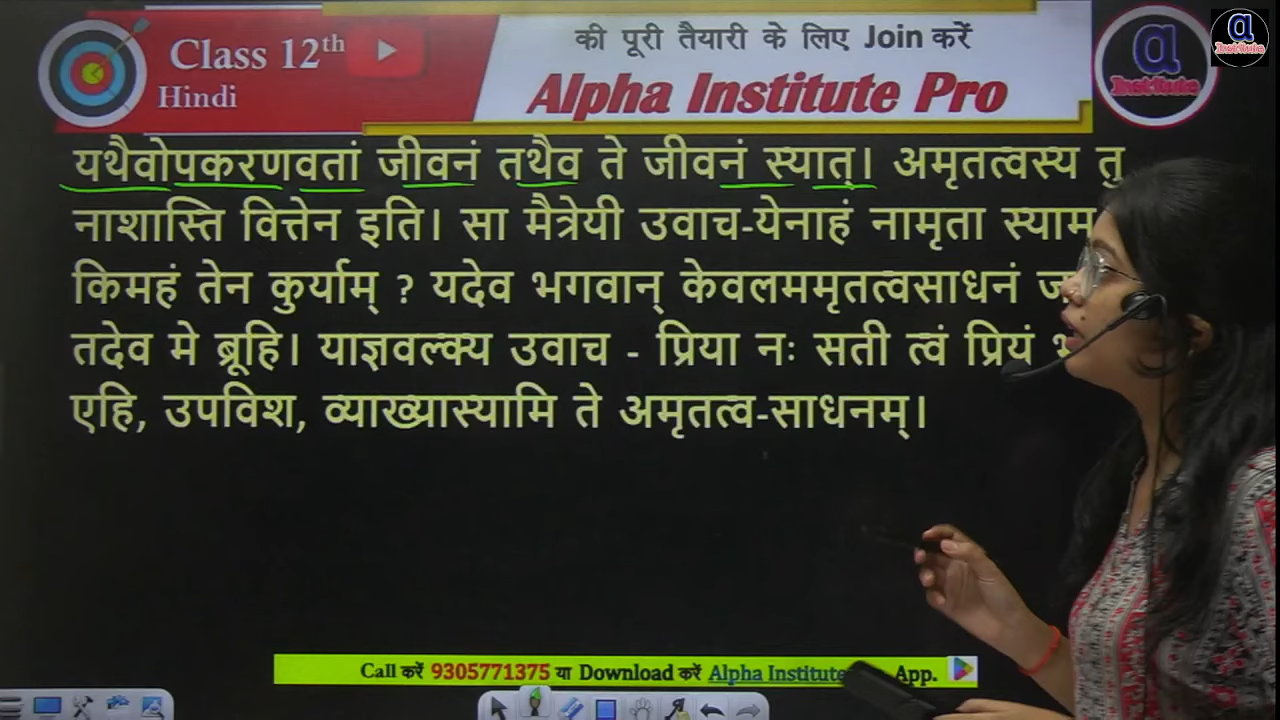 Class 12th
Hindi
की पूरी तैयारी के लिए Join करें
Alpha Institute Pro
a
Institute
a
Institute
यथैवोपकरणवतां जीवनं तथैव ते जीवनं स्यात्। अमृतत्वस्य तु
नाशास्ति वित्तेन इति। सा मैत्रेयी उवाच-येनाहं नामृता स्याम
किमहं तेन कुर्याम् ? यदेव भगवान् केवलममृतत्वसाधनं
तदेव मे ब्रूहि। याज्ञवल्क्य उवाच - प्रिया नः सती त्वं प्रियं
एहि, उपविश, व्याख्यास्यामि ते अमृतत्व-साधनम्।
Call करें 9305771375 या Download करें Alpha Institute App.